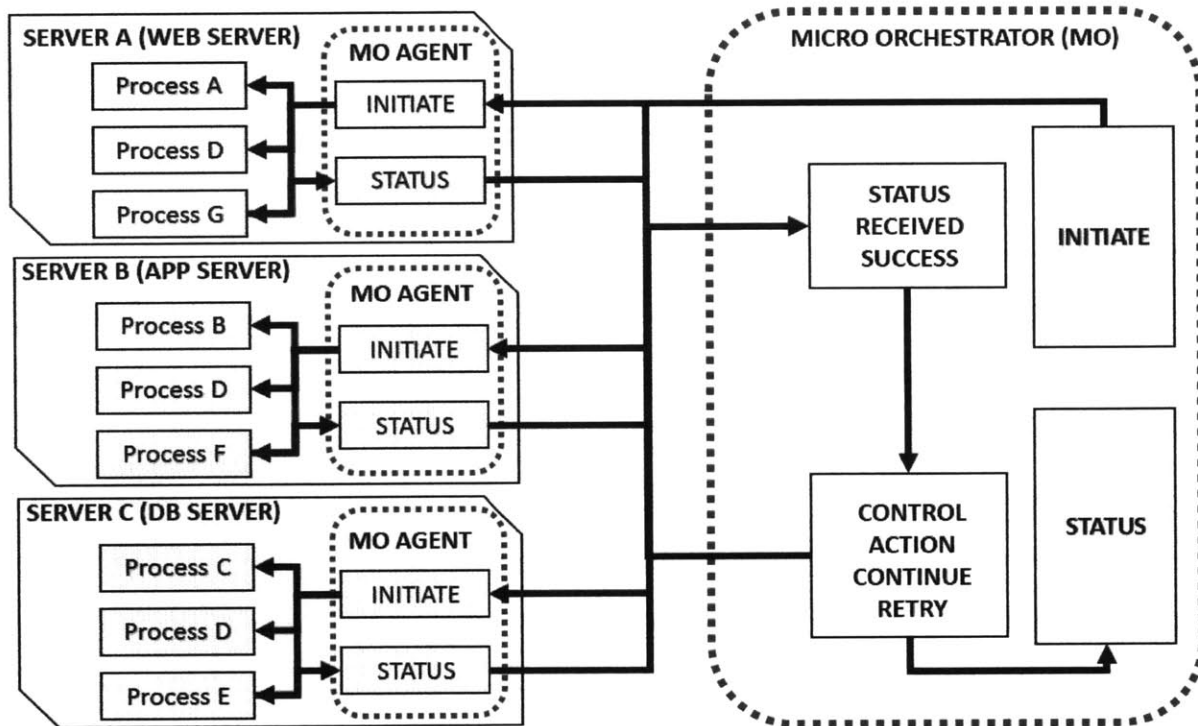 SERVER A (WEB SERVER)
MO AGENT
Process A
INITIATE
Process D
STATUS
Process G
SERVER B (APP SERVER)
MO AGENT
Process B
INITIATE
Process D
STATUS
Process F
SERVER C (DB SERVER)
MO AGENT
Process C
INITIATE
Process D
STATUS
Process E
MICRO ORCHESTRATOR (MO)
STATUS
RECEIVED
SUCCESS
INITIATE
CONTROL
ACTION
CONTINUE
RETRY
STATUS